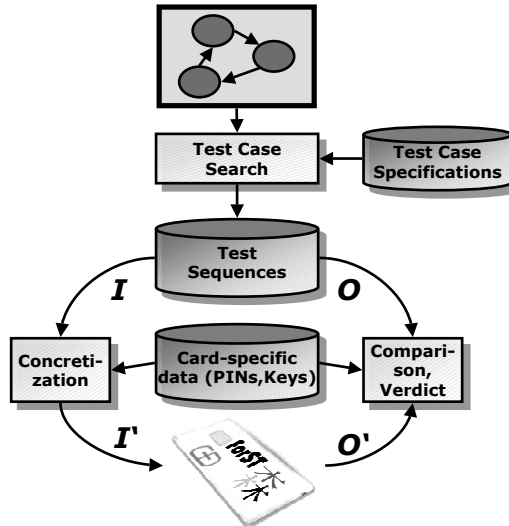 Test Case
Search
Test Case
Specifications
Test
Sequences
I
O
Concreti-
zation
Card-specific
data (PINs,Keys)
Compari-
son,
Verdict
I‘
O‘
forST